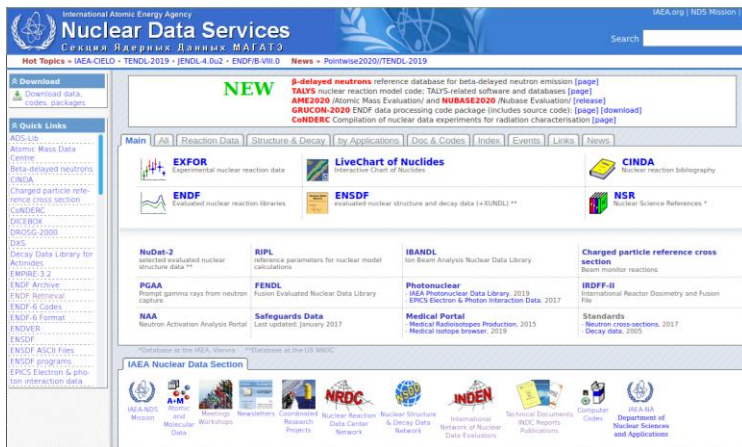 International Atomic Energy Agency
Nuclear Data Services
Секция Ядерных Данных МАГАТЭ
IAEA.org | NDS Mission |
Search
Hot Topics » IAEA-CIELO • TENDL-2019 • JENDL-4.0u2 • ENDF/B-VIII.0 News » Pointwise2020//TENDL-2019
Download
Download data,
codes, packages
Quick Links
ADS-Lib
Atomic Mass Data
Centre
Beta-delayed neutrons
CINDA
Charged particle refe-
rence cross section
CoNDERC
DICEBOX
DROSG-2000
DXS
Decay Data Library for
Actinides
EMPIRE-3.2
ENDF Archive
ENDF Retrieval
ENDF-6 Codes
ENDF-6 Format
ENDVER
ENSDF
ENSDF ASCII Files
ENSDF programs
EPICS Electron & pho-
ton interaction data
NEW
β-delayed neutrons reference database for beta-delayed neutron emission [page]
TALYS nuclear reaction model code; TALYS-related software and databases [page]
AME2020 /Atomic Mass Evaluation/ and NUBASE2020 /Nubase Evaluation/ [release]
GRUCON-2020 ENDF data processing code package (includes source code): [page] [download]
CoNDERC Compilation of nuclear data experiments for radiation characterisation [page]
Main All Reaction Data Structure & Decay by Applications Doc & Codes Index Events Links News
EXFOR
Experimental nuclear reaction data
LiveChart of Nuclides
Interactive Chart of Nuclides
CINDA
Nuclear reaction bibliography
ENDF
Evaluated nuclear reaction libraries
ENSDF
evaluated nuclear structure and decay data (+XUNDL) **
NSR
Nuclear Science References *
NuDat-2
selected evaluated nuclear
structure data **
RIPL
reference parameters for nuclear model
calculations
IBANDL
Ion Beam Analysis Nuclear Data Library
Charged particle reference cross
section
Beam monitor reactions
PGAA
Prompt gamma rays from neutron
capture
FENDL
Fusion Evaluated Nuclear Data Library
Photonuclear
- IAEA Photonuclear Data Library, 2019
- EPICS Electron & Photon Interaction Data, 2017
IRDFF-II
International Reactor Dosimetry and Fusion
File
NAA
Neutron Activation Analysis Portal
Safeguards Data
Last updated: January 2017
Medical Portal
- Medical Radioisotopes Production, 2015
- Medical isotope browser, 2019
Standards
- Neutron cross-sections, 2017
- Decay data, 2005
*Database at the IAEA, Vienna **Database at the US NNDC
IAEA Nuclear Data Section
IAEA-NDS
Mission
A+M
Atomic
and
Molecular
Data
Meetings
Workshops
Newsletters
Coordinated
Research
Projects
NRDC
Nuclear Reaction
Data Center
Network
NSDD
Nuclear Structure
& Decay Data
Network
INDEN
International
Network of Nuclear
Data Evaluators
Technical Documents
INDC Reports
Publications
Computer
Codes
IAEA-NA
Department of
Nuclear Sciences
and Applications